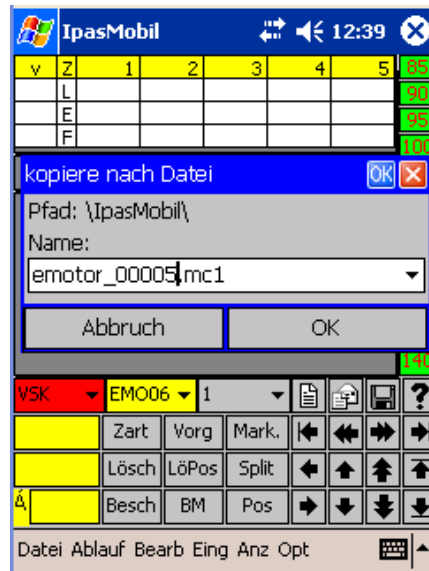 IpasMobil 12:39
v Z 1 2 3 4 5 85
L 90
E 95
F 100
kopiere nach Datei OK
Pfad: \IpasMobil\
Name:
emotor_00005.mc1
Abbruch OK
140
VSK EMO06 1 ?
Zart Vorg Mark.
Lösch LöPos Split
Á Besch BM Pos
Datei Ablauf Bearb Eing Anz Opt